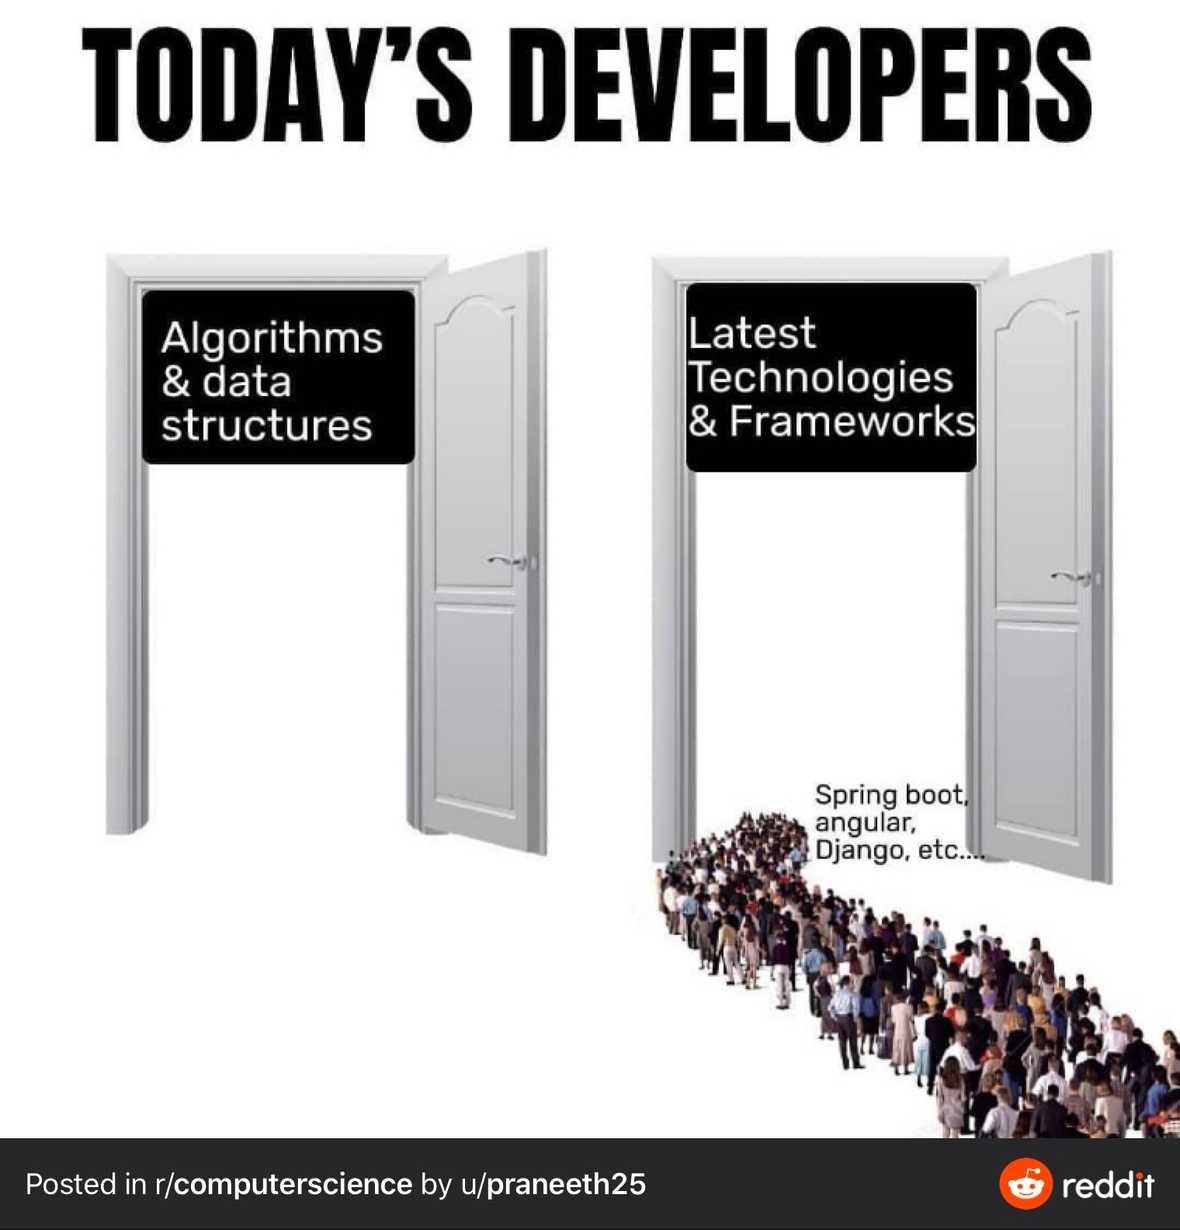 TODAY’S DEVELOPERS
Algorithms
& data
structures
Latest
Technologies
& Frameworks
Spring boot,
angular,
Django, etc....
Posted in r/computerscience by u/praneeth25
reddit